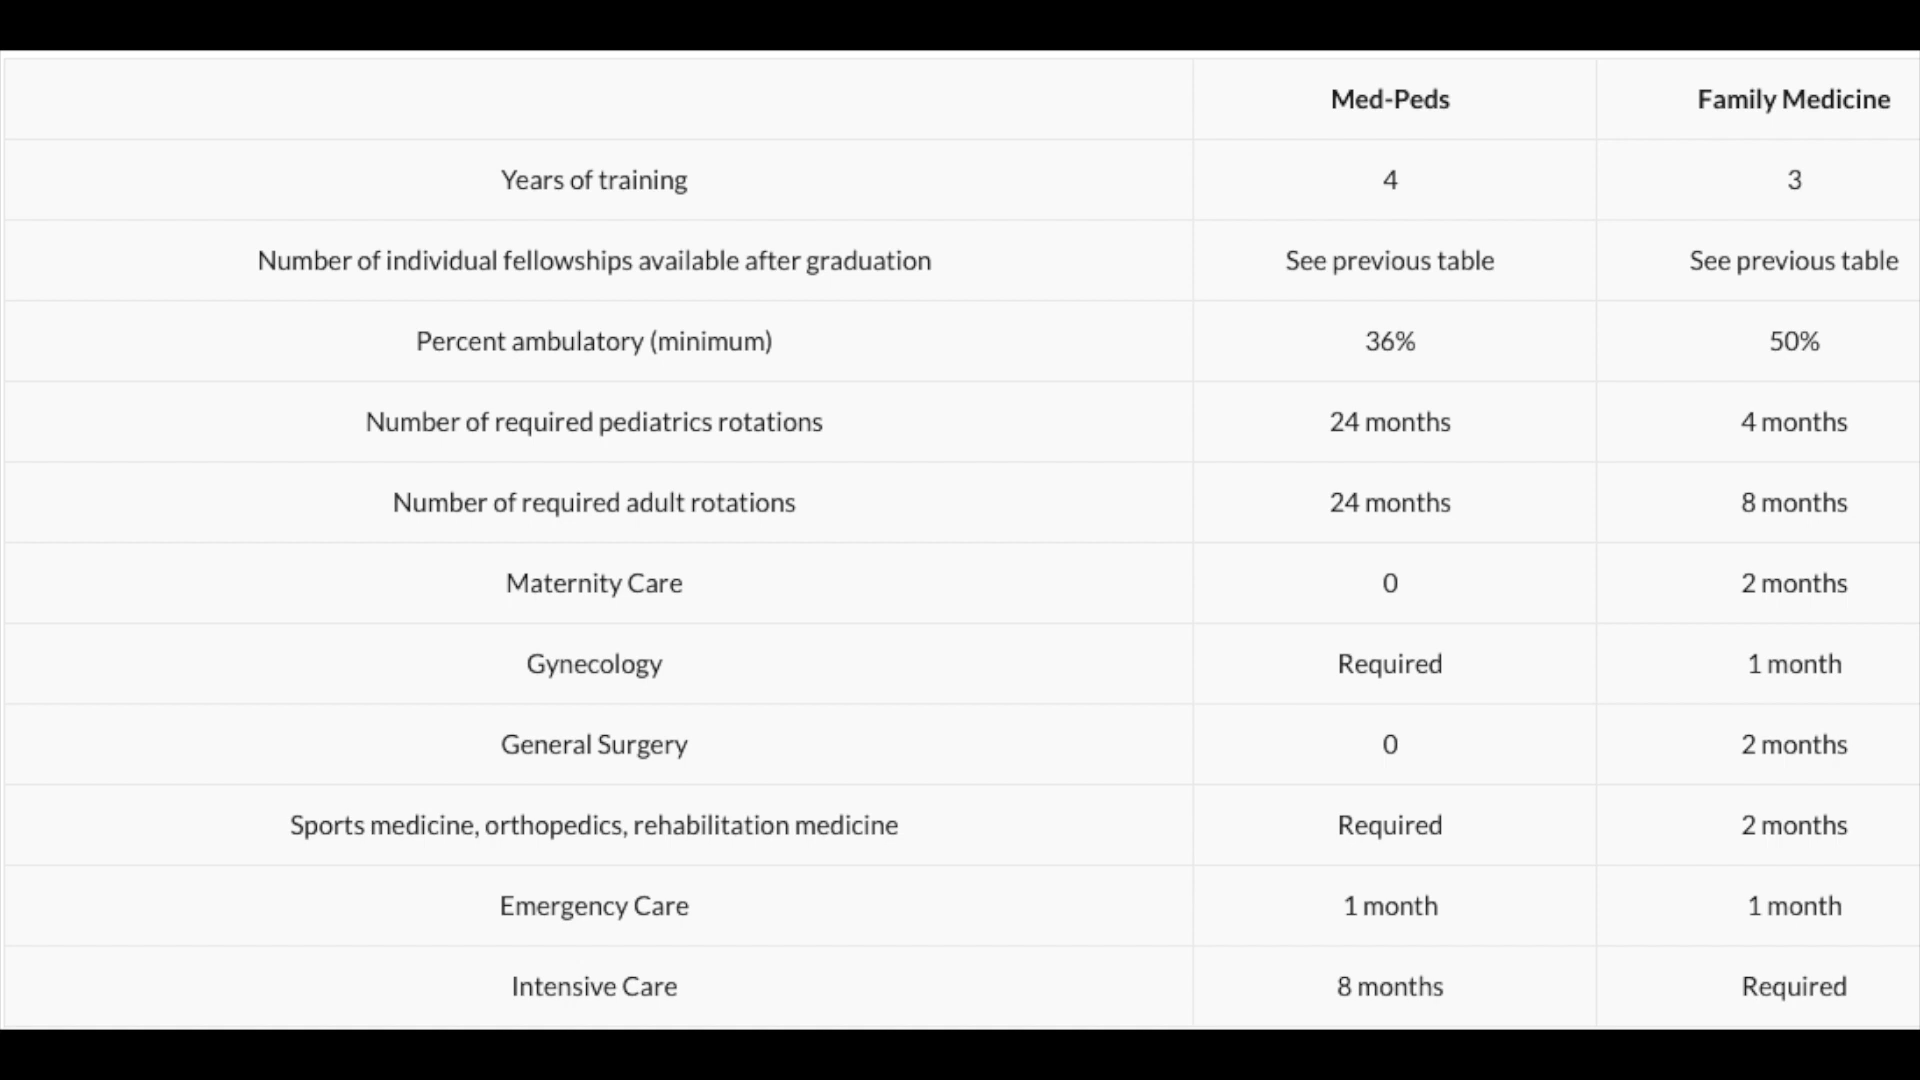 Med-Peds Family Medicine
Years of training 4 3
Number of individual fellowships available after graduation See previous table See previous table
Percent ambulatory (minimum) 36% 50%
Number of required pediatrics rotations 24 months 4 months
Number of required adult rotations 24 months 8 months
Maternity Care 0 2 months
Gynecology Required 1 month
General Surgery 0 2 months
Sports medicine, orthopedics, rehabilitation medicine Required 2 months
Emergency Care 1 month 1 month
Intensive Care 8 months Required